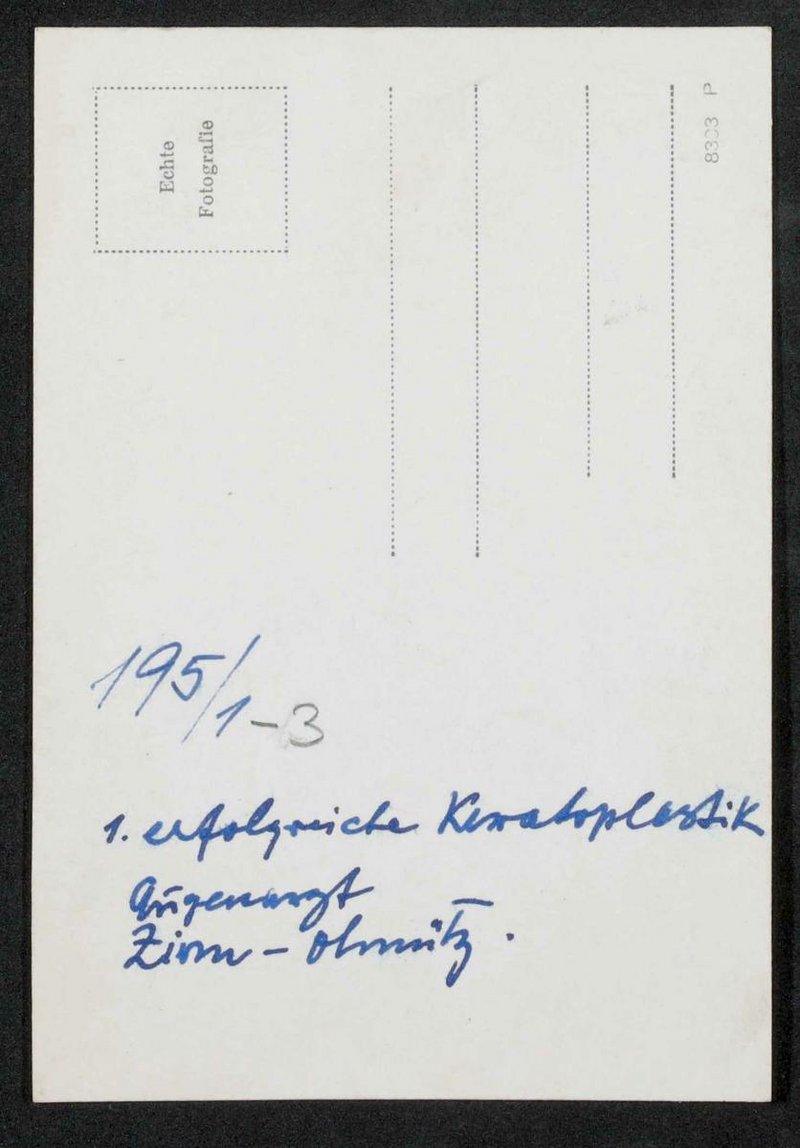 Echte
Fotografie
8303 P
195/1-3
1. erfolgreiche Keratoplastik
Augenarzt
Zirm - Olmütz.